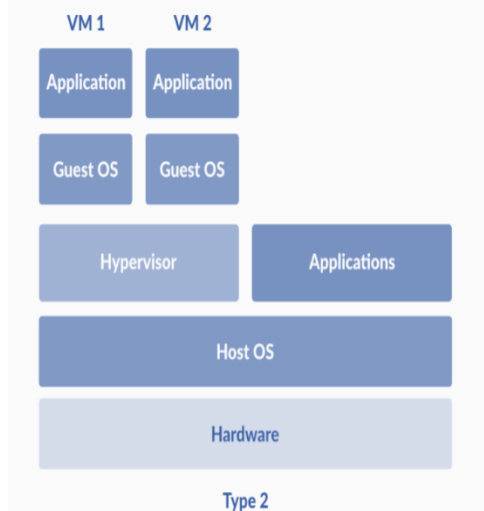 VM 1 VM 2
Application Application
Guest OS Guest OS
Hypervisor Applications
Host OS
Hardware
Type 2